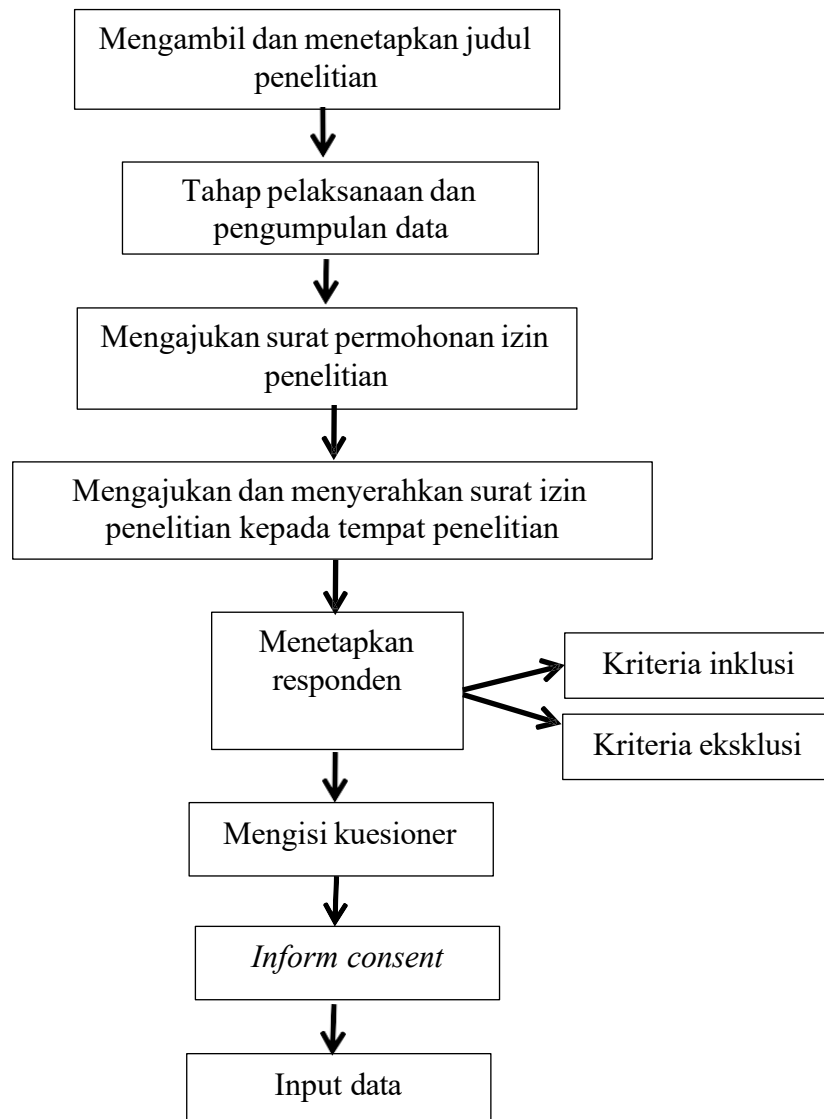 Mengambil dan menetapkan judul
penelitian
Tahap pelaksanaan dan
pengumpulan data
Mengajukan surat permohonan izin
penelitian
Mengajukan dan menyerahkan surat izin
penelitian kepada tempat penelitian
Menetapkan
responden
Kriteria inklusi
Kriteria eksklusi
Mengisi kuesioner
Inform consent
Input data